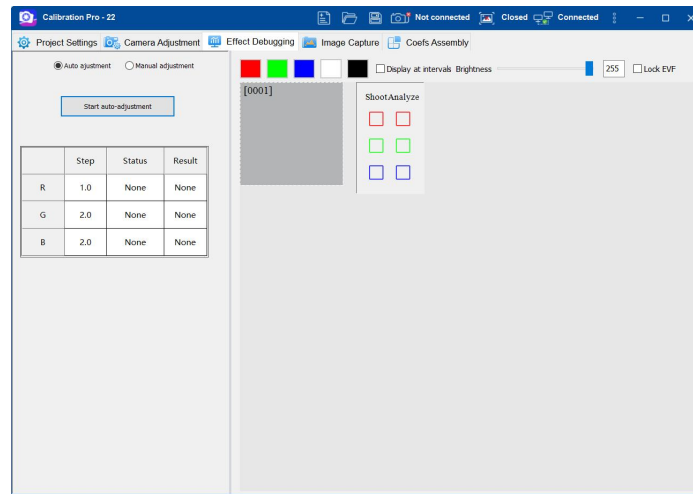 Calibration Pro - 22
Not connected
Closed
Connected
Project Settings
Camera Adjustment
Effect Debugging
Image Capture
Coefs Assembly
Auto ajustment
Manual adjustment
Start auto-adjustment
Step Status Result
R 1.0 None None
G 2.0 None None
B 2.0 None None
Display at intervals Brightness 255 Lock EVF
[0001]
ShootAnalyze